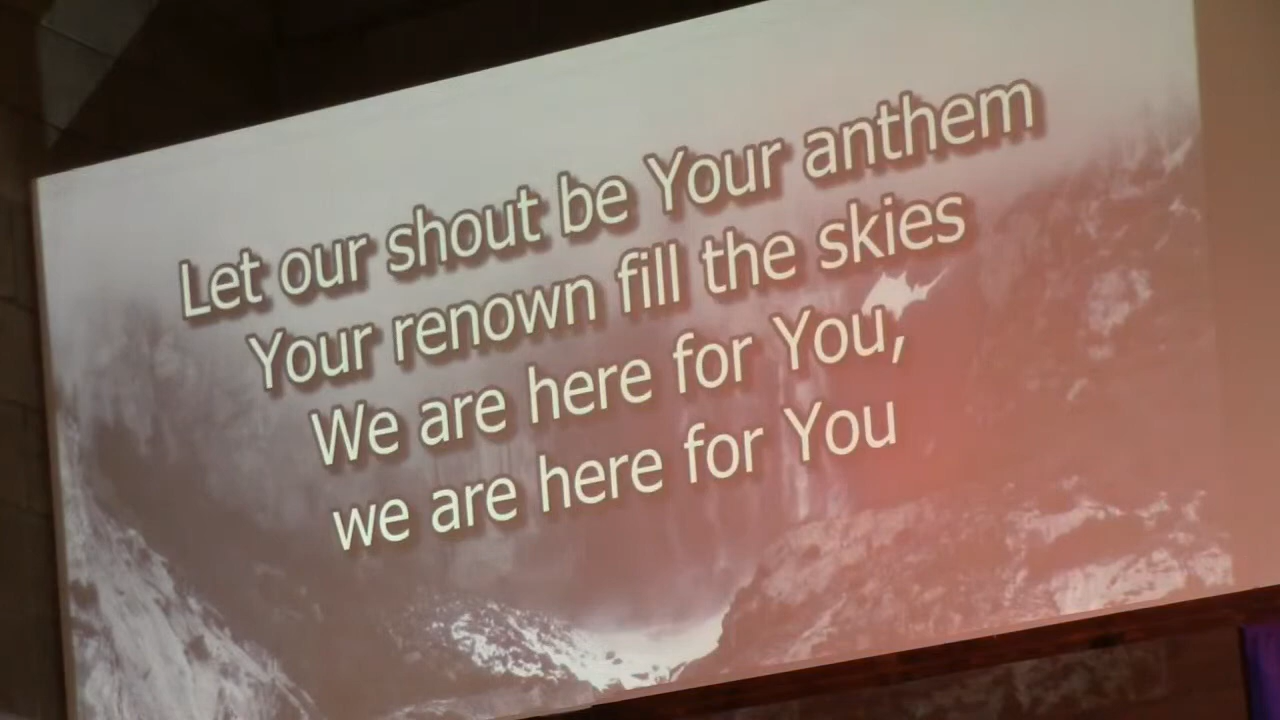 Let our shout be Your anthem
Your renown fill the skies
We are here for You,
we are here for You